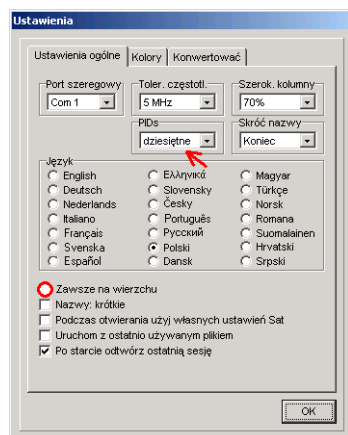 Ustawienia
Ustawienia ogólne Kolory Konwertować
Port szeregowy Toler. częstotl. Szerok. kolumny
Com 1 5 MHz 70%
PIDs Skróć nazwy
dziesiętne Koniec
Język
English Ελληνικά Magyar
Deutsch Slovensky Türkçe
Nederlands Česky Norsk
Italiano Português Romana
Français Русский Suomalainen
Svenska Polski Hrvatski
Español Dansk Srpski
Zawsze na wierzchu
Nazwy: krótkie
Podczas otwierania użyj własnych ustawień Sat
Uruchom z ostatnio używanym plikiem
Po starcie odtwórz ostatnią sesję
OK